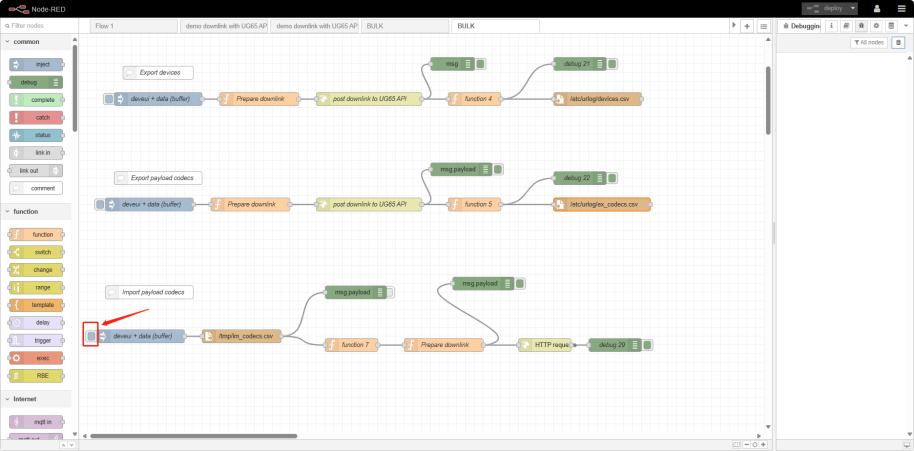 Node-RED
deploy
Filter nodes
Flow 1
demo downlink with UG65 API
demo downlink with UG65 API
BULK
BULK
Debugging
All nodes
common
inject
debug
complete
catch
status
link in
link out
comment
function
function
switch
change
range
template
delay
trigger
exec
RBE
Internet
mqtt in
Export devices
msg
debug 21
deveui + data (buffer)
Prepare downlink
post downlink to UG65 API
function 4
/etc/urlog/devices.csv
Export payload codecs
msg.payload
debug 22
deveui + data (buffer)
Prepare downlink
post downlink to UG65 API
function 5
/etc/urlog/ex_codecs.csv
Import payload codecs
msg.payload
msg.payload
deveui + data (buffer)
/tmp/im_codecs.csv
function 7
Prepare downlink
HTTP reque
debug 29